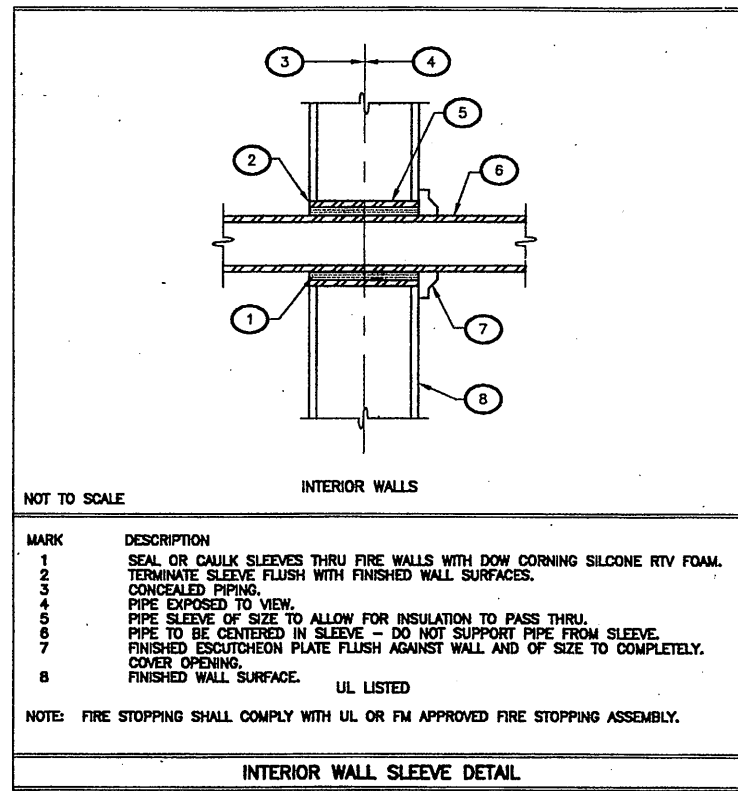 3
4
5
2
6
1
7
8
INTERIOR WALLS
NOT TO SCALE
MARK DESCRIPTION
1 SEAL OR CAULK SLEEVES THRU FIRE WALLS WITH DOW CORNING SILCONE RTV FOAM.
2 TERMINATE SLEEVE FLUSH WITH FINISHED WALL SURFACES.
3 CONCEALED PIPING.
4 PIPE EXPOSED TO VIEW.
5 PIPE SLEEVE OF SIZE TO ALLOW FOR INSULATION TO PASS THRU.
6 PIPE TO BE CENTERED IN SLEEVE – DO NOT SUPPORT PIPE FROM SLEEVE.
7 FINISHED ESCUTCHEON PLATE FLUSH AGAINST WALL AND OF SIZE TO COMPLETELY.
COVER OPENING.
8 FINISHED WALL SURFACE.
UL LISTED
NOTE: FIRE STOPPING SHALL COMPLY WITH UL OR FM APPROVED FIRE STOPPING ASSEMBLY.
INTERIOR WALL SLEEVE DETAIL